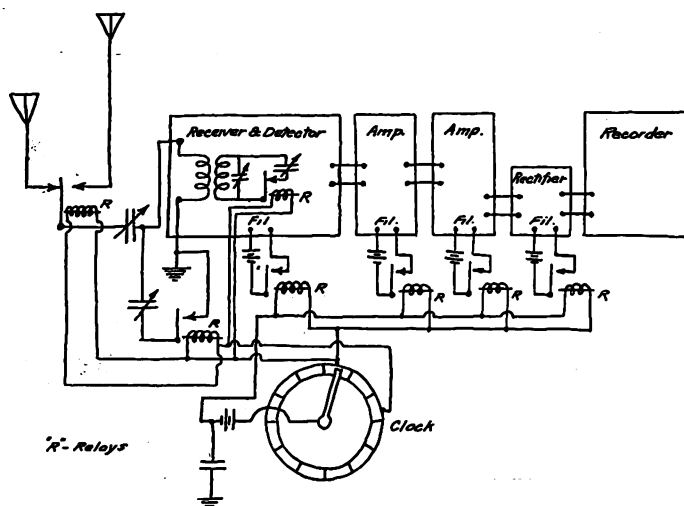 Receiver & Detector
Amp.
Amp.
Recorder
Rectifier
R
R
R
Fil.
Fil.
Fil.
Fil.
R
R
R
R
Clock
"R" - Relays